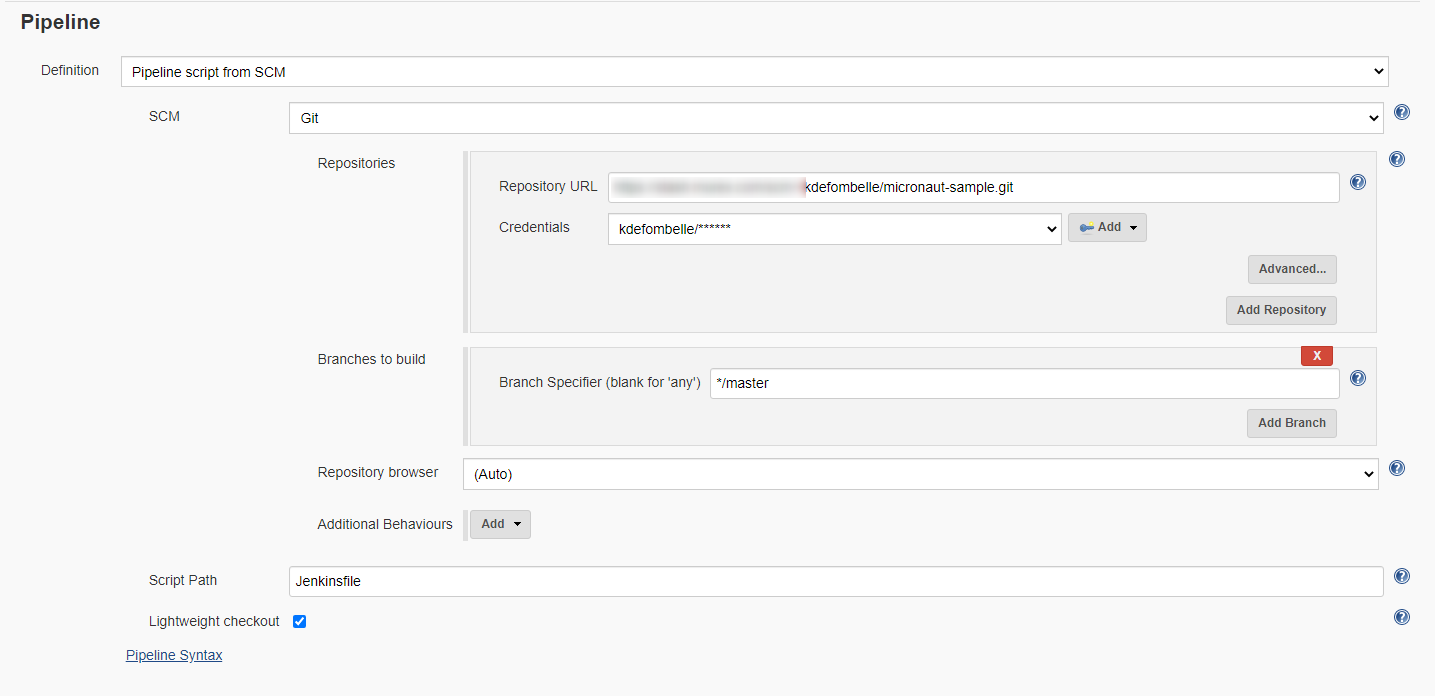 Pipeline
Definition Pipeline script from SCM
SCM Git
Repositories
Repository URL kdefombelle/micronaut-sample.git
Credentials kdefombelle/****** Add
Advanced...
Add Repository
Branches to build X
Branch Specifier (blank for 'any') */master
Add Branch
Repository browser (Auto)
Additional Behaviours Add
Script Path Jenkinsfile
Lightweight checkout
Pipeline Syntax